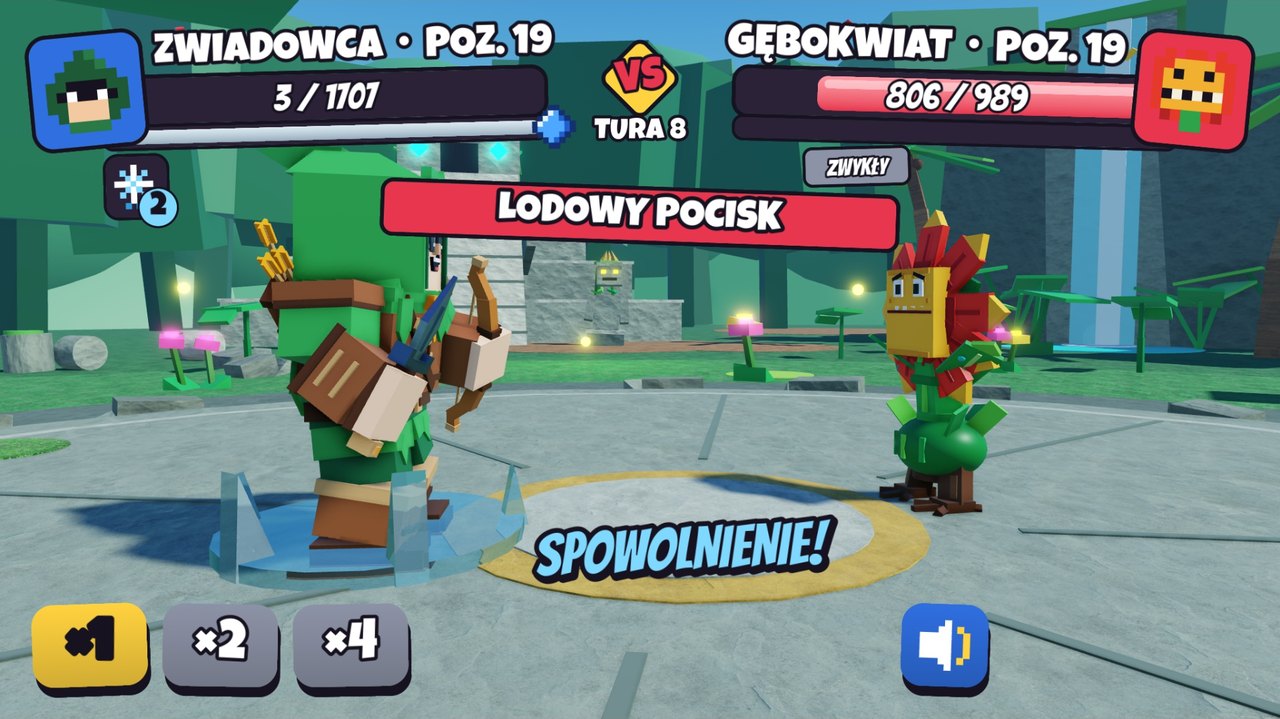 ZWIADOWCA • POZ. 19
3 / 1707
2
VS
TURA 8
GĘBOKWIAT • POZ. 19
806 / 989
ZWYKŁY
LODOWY POCISK
SPOWOLNIENIE!
×1
×2
×4